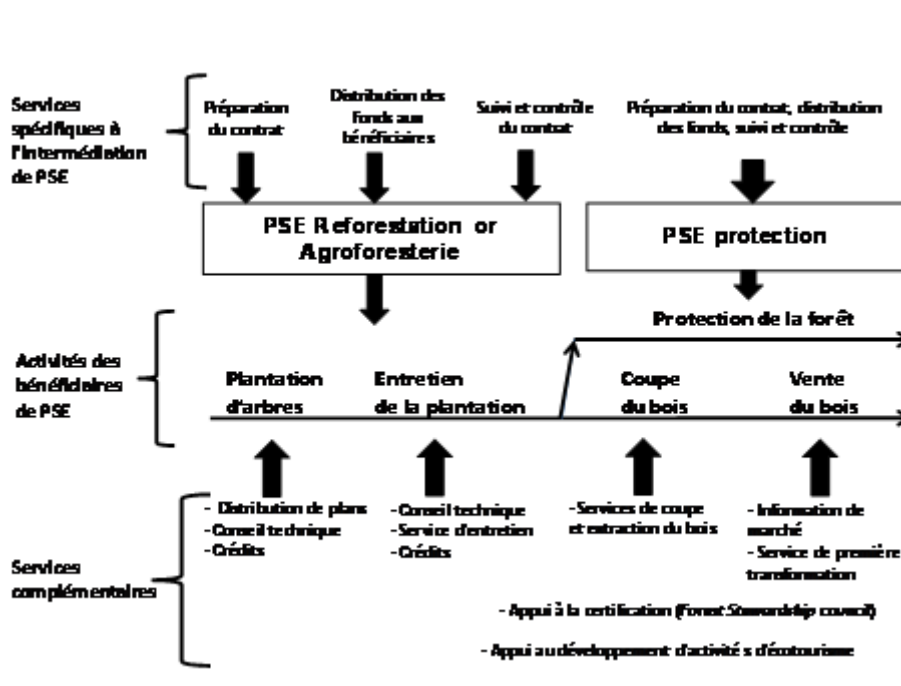 Services
spécifiques à
l'intermédiation
de PSE
Préparation
du contrat
Distribution des
Fonds aux
bénéficiaires
Suivi et contrôle
du contrat
Préparation du contrat, distribution
des fonds, suivi et contrôle
PSE Reforestation or
Agroforesterie
PSE protection
Protection de la forêt
Activités des
bénéficiaires
de PSE
Plantation
d'arbres
Entretien
de la plantation
Coupe
du bois
Vente
du bois
Services
complémentaires
- Distribution de plans
-Conseil technique
-Crédits
-Conseil technique
-Service d'entretien
-Crédits
-Services de coupe
et extraction du bois
- Information de
marché
- Service de première
transformation
- Appui à la certification (Forest Stewardship council)
- Appui au développement d'activités d'écotourisme